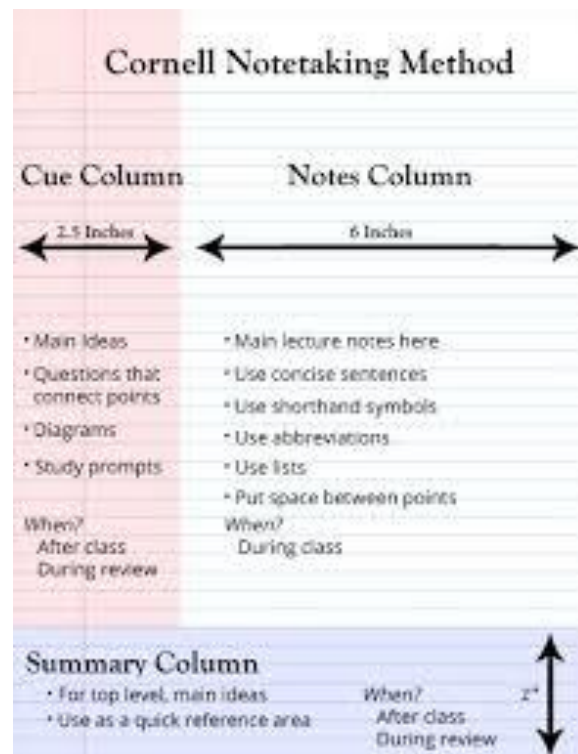 Cornell Notetaking Method
Cue Column
Notes Column
2.5 Inches
6 Inches
• Main Ideas
• Questions that
connect points
• Diagrams
• Study prompts
When?
After class
During review
• Main lecture notes here
• Use concise sentences
• Use shorthand symbols
• Use abbreviations
• Use lists
• Put space between points
When?
During class
Summary Column
• For top level, main ideas
• Use as a quick reference area
When?
After class
During review
2"